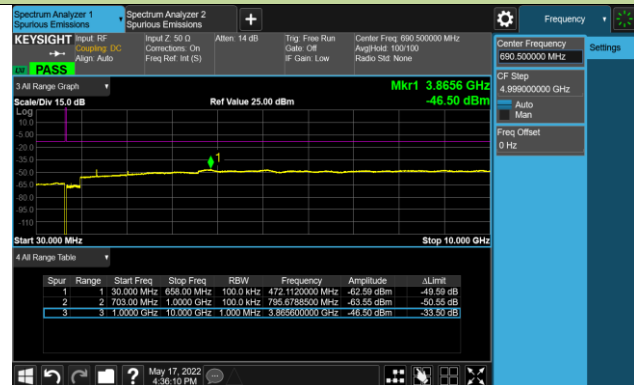 Spectrum Analyzer 1
Spurious Emissions
Spectrum Analyzer 2
Spurious Emissions
+
Frequency
KEYSIGHT
Input: RF
Coupling: DC
Align: Auto
Input Z: 50 Ω
Corrections: On
Freq Ref: Int (S)
Atten: 14 dB
Trig: Free Run
Gate: Off
IF Gain: Low
Center Freq: 690.500000 MHz
Avg|Hold: 100/100
Radio Std: None
PASS
Center Frequency
690.500000 MHz
Settings
CF Step
4.999000000 GHz
Auto
Man
Freq Offset
0 Hz
3 All Range Graph
Mkr1 3.8656 GHz
Scale/Div 15.0 dB
Ref Value 25.00 dBm
-46.50 dBm
Log
10.0
-5.00
-20.0
-35.0
-50.0
-65.0
-80.0
-95.0
-110
1
Start 30.000 MHz
Stop 10.000 GHz
4 All Range Table
Spur Range Start Freq Stop Freq RBW Frequency Amplitude ΔLimit
1 1 30.000 MHz 658.00 MHz 100.0 kHz 472.1120000 MHz -62.59 dBm -49.59 dB
2 2 703.00 MHz 1.0000 GHz 100.0 kHz 795.6788500 MHz -63.55 dBm -50.55 dB
3 3 1.0000 GHz 10.000 GHz 1.000 MHz 3.865600000 GHz -46.50 dBm -33.50 dB
?
May 17, 2022
4:36:10 PM